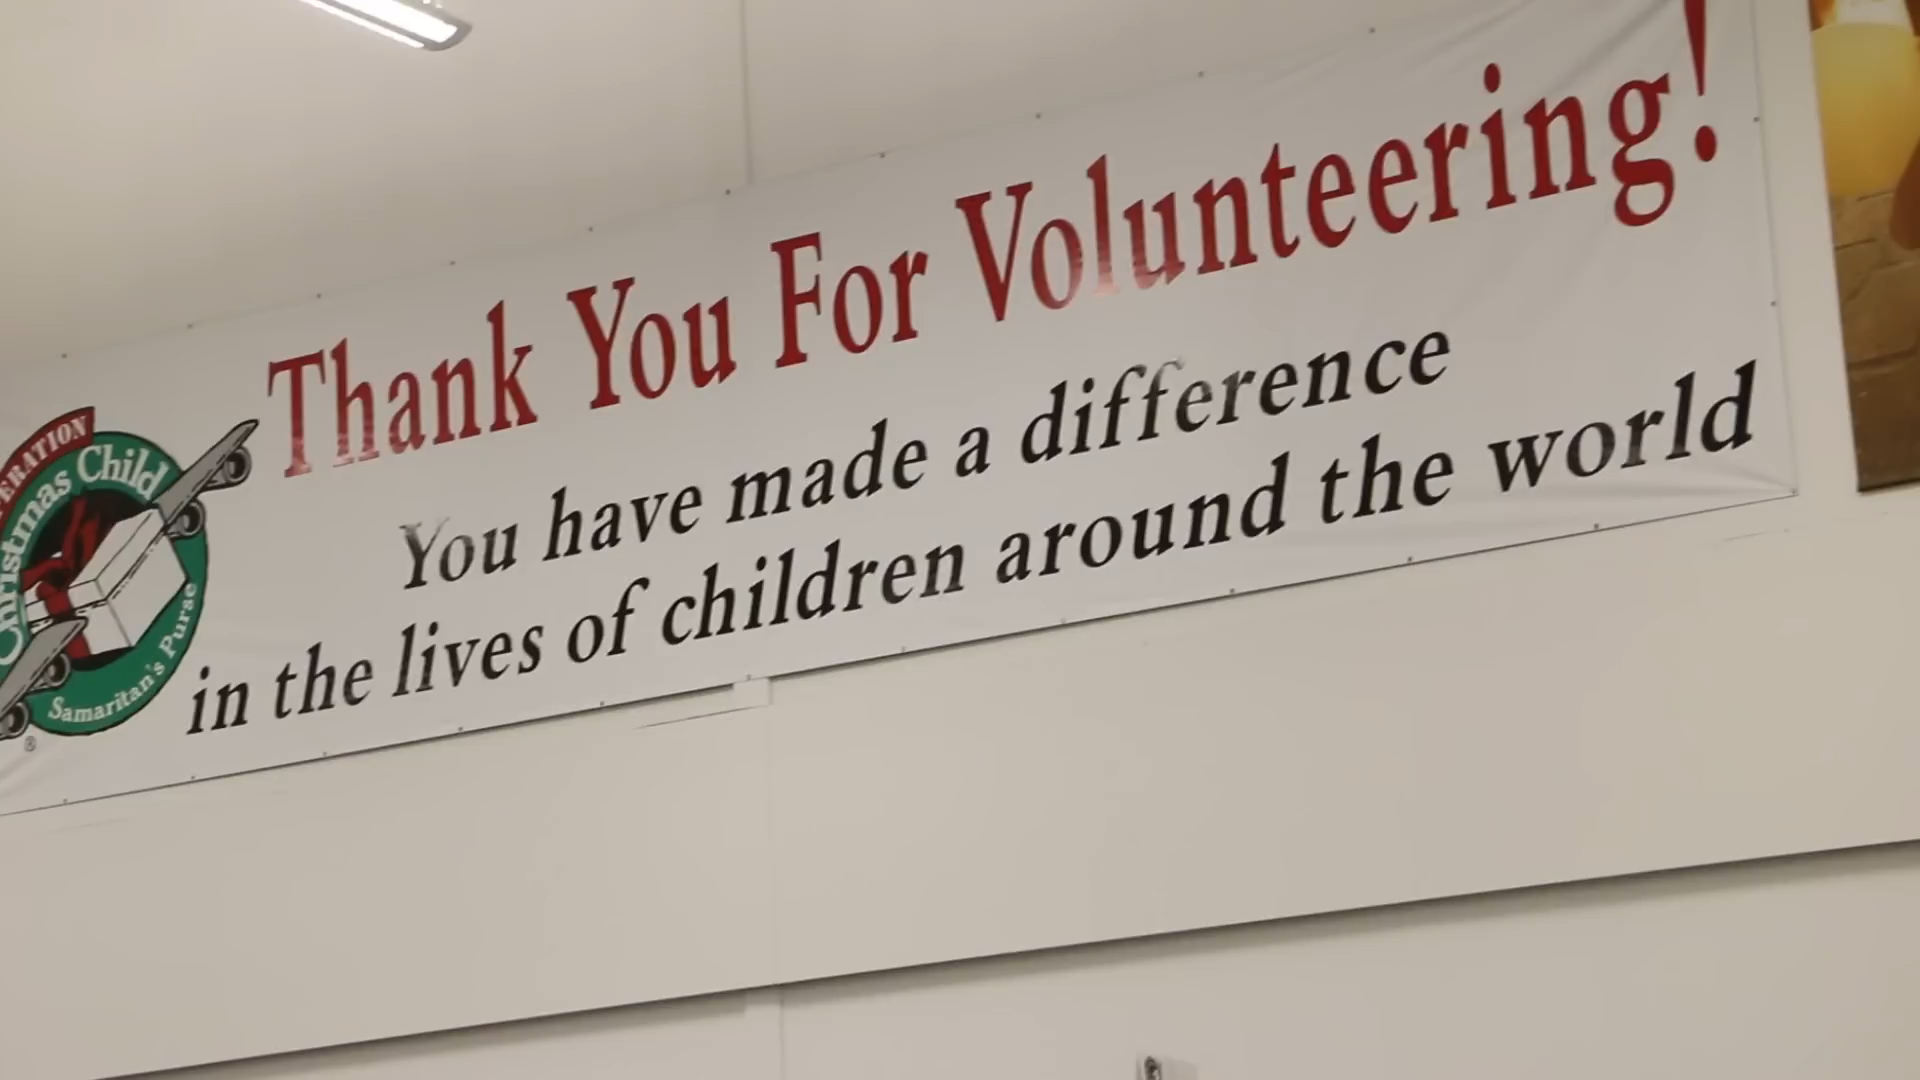 Thank You For Volunteering!
You have made a difference
in the lives of children around the world
Christmas Child
Samaritan's Purse
®